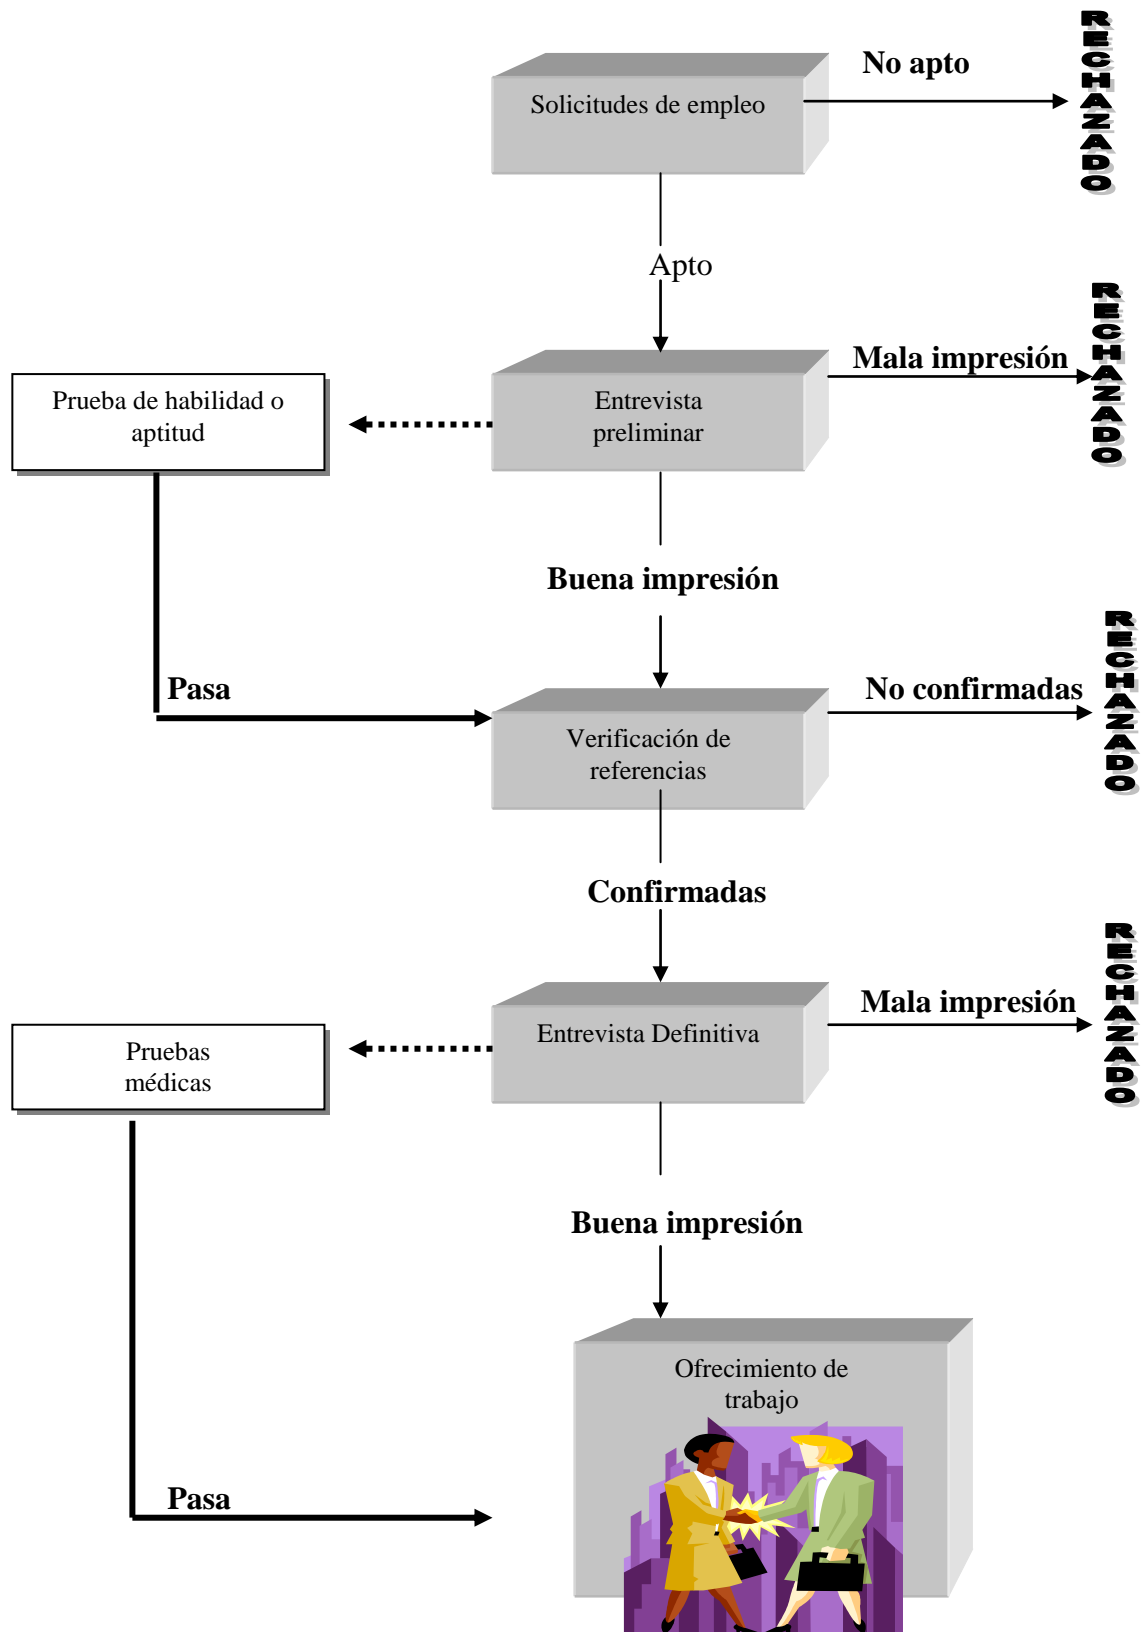 Solicitudes de empleo
No apto
RECHAZADO
Apto
Entrevista
preliminar
Mala impresión
RECHAZADO
Prueba de habilidad o
aptitud
Buena impresión
Pasa
Verificación de
referencias
No confirmadas
RECHAZADO
Confirmadas
Entrevista Definitiva
Mala impresión
RECHAZADO
Pruebas
médicas
Buena impresión
Ofrecimiento de
trabajo
Pasa